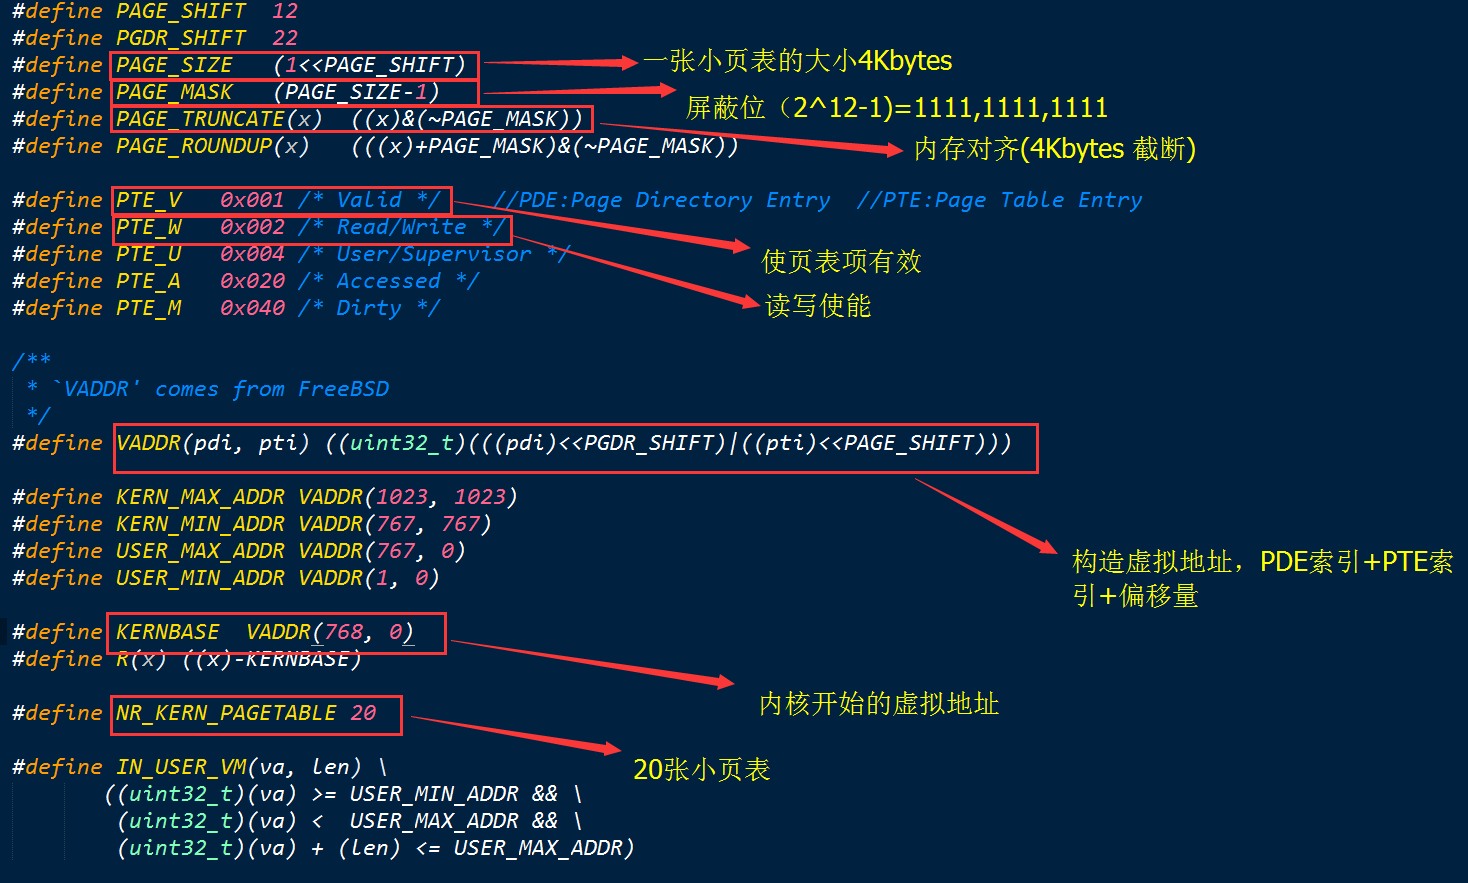 #define PAGE_SHIFT  12
#define PGDR_SHIFT  22
#define PAGE_SIZE   (1<<PAGE_SHIFT)
一张小页表的大小4Kbytes
#define PAGE_MASK   (PAGE_SIZE-1)
屏蔽位（2^12-1)=1111,1111,1111
#define PAGE_TRUNCATE(x)  ((x)&(~PAGE_MASK))
#define PAGE_ROUNDUP(x)   (((x)+PAGE_MASK)&(~PAGE_MASK))
内存对齐(4Kbytes 截断)
#define PTE_V   0x001 /* Valid */    //PDE:Page Directory Entry  //PTE:Page Table Entry
#define PTE_W   0x002 /* Read/Write */
#define PTE_U   0x004 /* User/Supervisor */
使页表项有效
#define PTE_A   0x020 /* Accessed */
#define PTE_M   0x040 /* Dirty */
读写使能
/**
 * `VADDR' comes from FreeBSD
 */
#define VADDR(pdi, pti) ((uint32_t)(((pdi)<<PGDR_SHIFT)|((pti)<<PAGE_SHIFT)))
#define KERN_MAX_ADDR VADDR(1023, 1023)
#define KERN_MIN_ADDR VADDR(767, 767)
#define USER_MAX_ADDR VADDR(767, 0)
#define USER_MIN_ADDR VADDR(1, 0)
构造虚拟地址，PDE索引+PTE索
引+偏移量
#define KERNBASE  VADDR(768, 0)
#define R(x) ((x)-KERNBASE)
内核开始的虚拟地址
#define NR_KERN_PAGETABLE 20
20张小页表
#define IN_USER_VM(va, len) \
((uint32_t)(va) >= USER_MIN_ADDR && \
(uint32_t)(va) <  USER_MAX_ADDR && \
(uint32_t)(va) + (len) <= USER_MAX_ADDR)